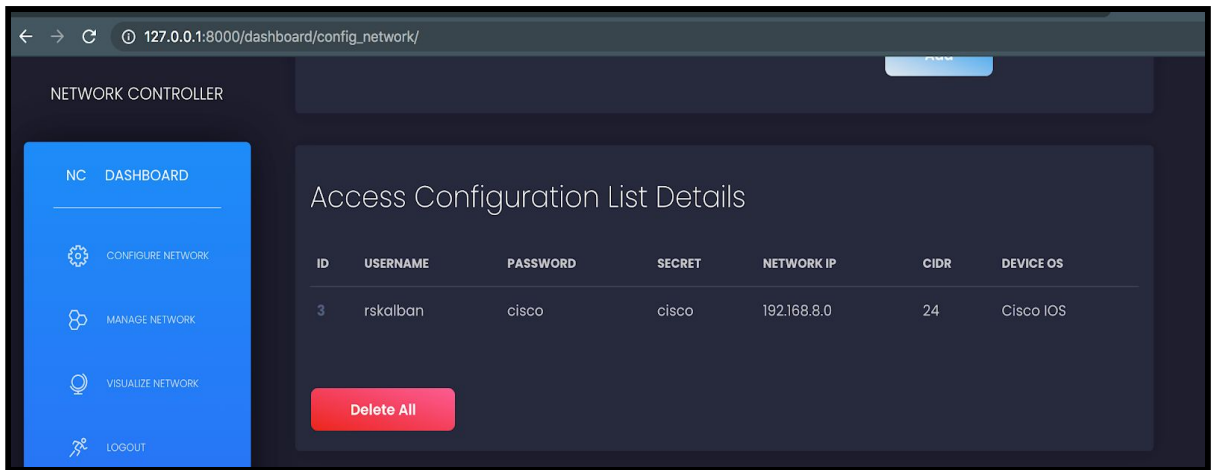 127.0.0.1:8000/dashboard/config_network/
Add
NETWORK CONTROLLER
NC DASHBOARD
CONFIGURE NETWORK
MANAGE NETWORK
VISUALIZE NETWORK
LOGOUT
Access Configuration List Details
ID USERNAME PASSWORD SECRET NETWORK IP CIDR DEVICE OS
3 rskalban cisco cisco 192.168.8.0 24 Cisco IOS
Delete All